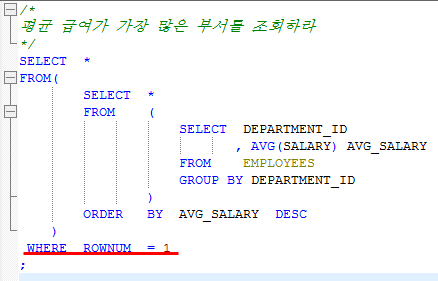 /*
평균 급여가 가장 많은 부서를 조회하라
*/
SELECT *
FROM(
SELECT *
FROM (
SELECT DEPARTMENT_ID
, AVG(SALARY) AVG_SALARY
FROM EMPLOYEES
GROUP BY DEPARTMENT_ID
)
ORDER BY AVG_SALARY DESC
)
WHERE ROWNUM = 1
;